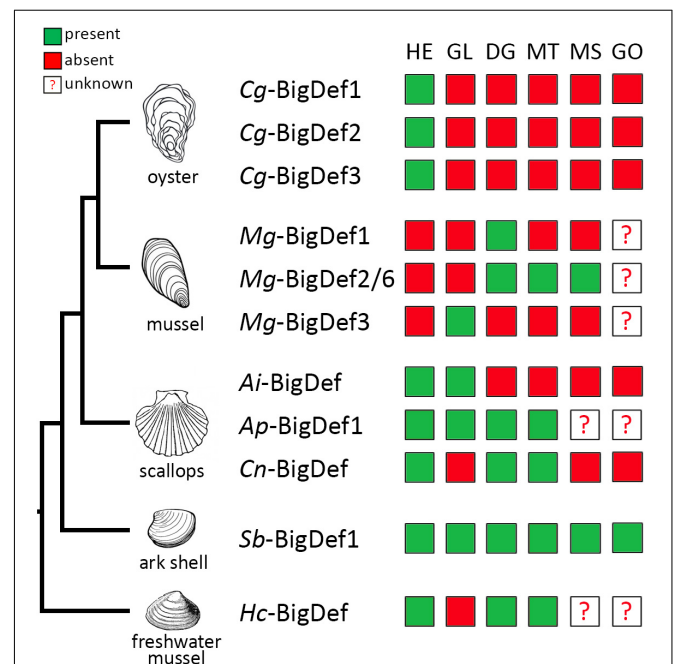 present
absent
? unknown
HE GL DG MT MS GO
Cg-BigDef1
Cg-BigDef2
Cg-BigDef3
oyster
Mg-BigDef1 ?
Mg-BigDef2/6 ?
Mg-BigDef3 ?
mussel
Ai-BigDef
Ap-BigDef1 ? ?
Cn-BigDef
scallops
Sb-BigDef1
ark shell
Hc-BigDef ? ?
freshwater
mussel